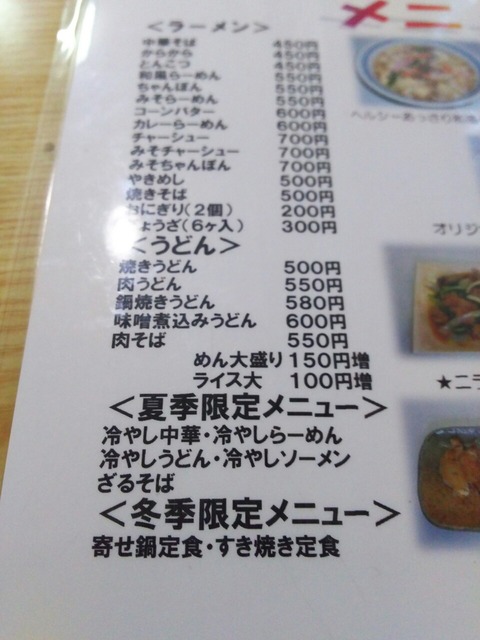 メニ
<ラーメン>
中華そば 450円
からから 450円
とんこつ 450円
和風らーめん 550円
ちゃんぽん 550円
みそらーめん 550円
コーンバター 600円
カレーらーめん 600円
チャーシュー 700円
みそチャーシュー 700円
みそちゃんぽん 700円
やきめし 500円
焼きそば 500円
おにぎり(2個) 200円
ぎょうざ(6ヶ入) 300円
<うどん>
焼きうどん 500円
肉うどん 550円
鍋焼きうどん 580円
味噌煮込みうどん 600円
肉そば 550円
めん大盛り150円増
ライス大 100円増
<夏季限定メニュー>
冷やし中華・冷やしらーめん
冷やしうどん・冷やしソーメン
ざるそば
<冬季限定メニュー>
寄せ鍋定食・すき焼き定食
ヘルシーあっさり
オリジ
★ニラ